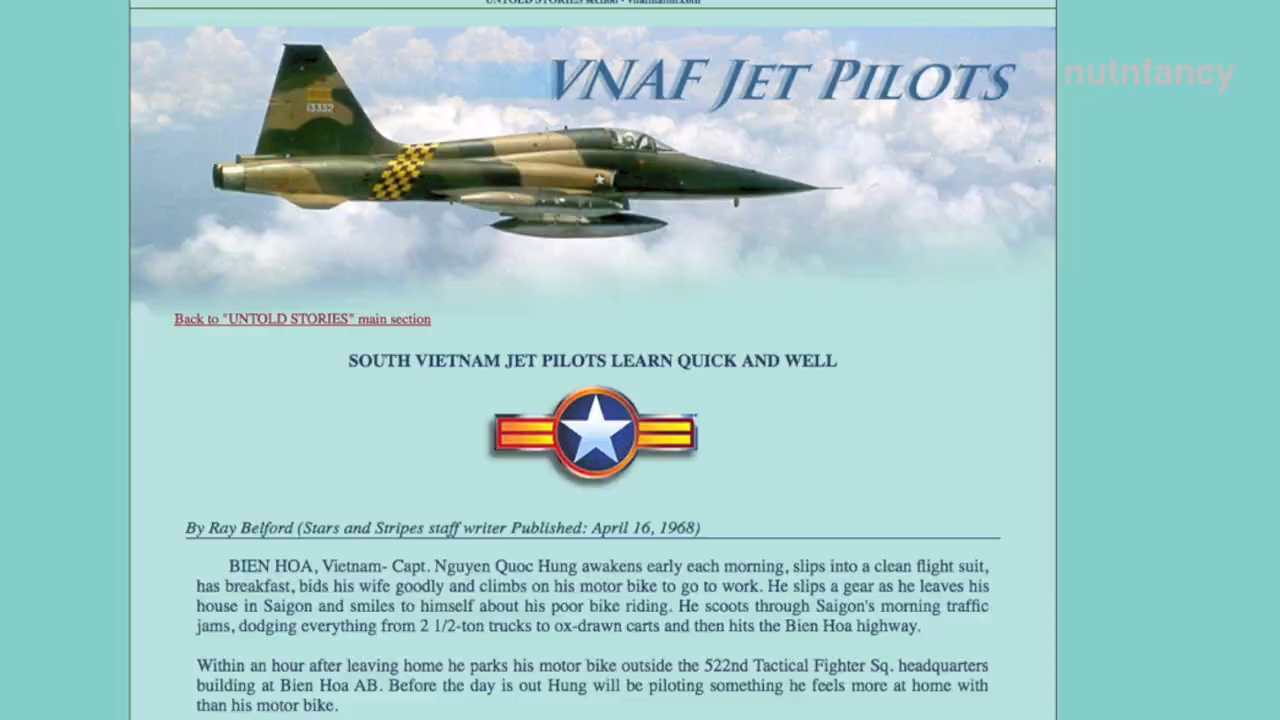 UNTOLD STORIES section - vnafmamn.com
VNAF JET PILOTS
nutnfancy
13332
Back to "UNTOLD STORIES" main section
SOUTH VIETNAM JET PILOTS LEARN QUICK AND WELL
By Ray Belford (Stars and Stripes staff writer Published: April 16, 1968)
BIEN HOA, Vietnam- Capt. Nguyen Quoc Hung awakens early each morning, slips into a clean flight suit,
has breakfast, bids his wife goodly and climbs on his motor bike to go to work. He slips a gear as he leaves his
house in Saigon and smiles to himself about his poor bike riding. He scoots through Saigon's morning traffic
jams, dodging everything from 2 1/2-ton trucks to ox-drawn carts and then hits the Bien Hoa highway.
Within an hour after leaving home he parks his motor bike outside the 522nd Tactical Fighter Sq. headquarters
building at Bien Hoa AB. Before the day is out Hung will be piloting something he feels more at home with
than his motor bike.